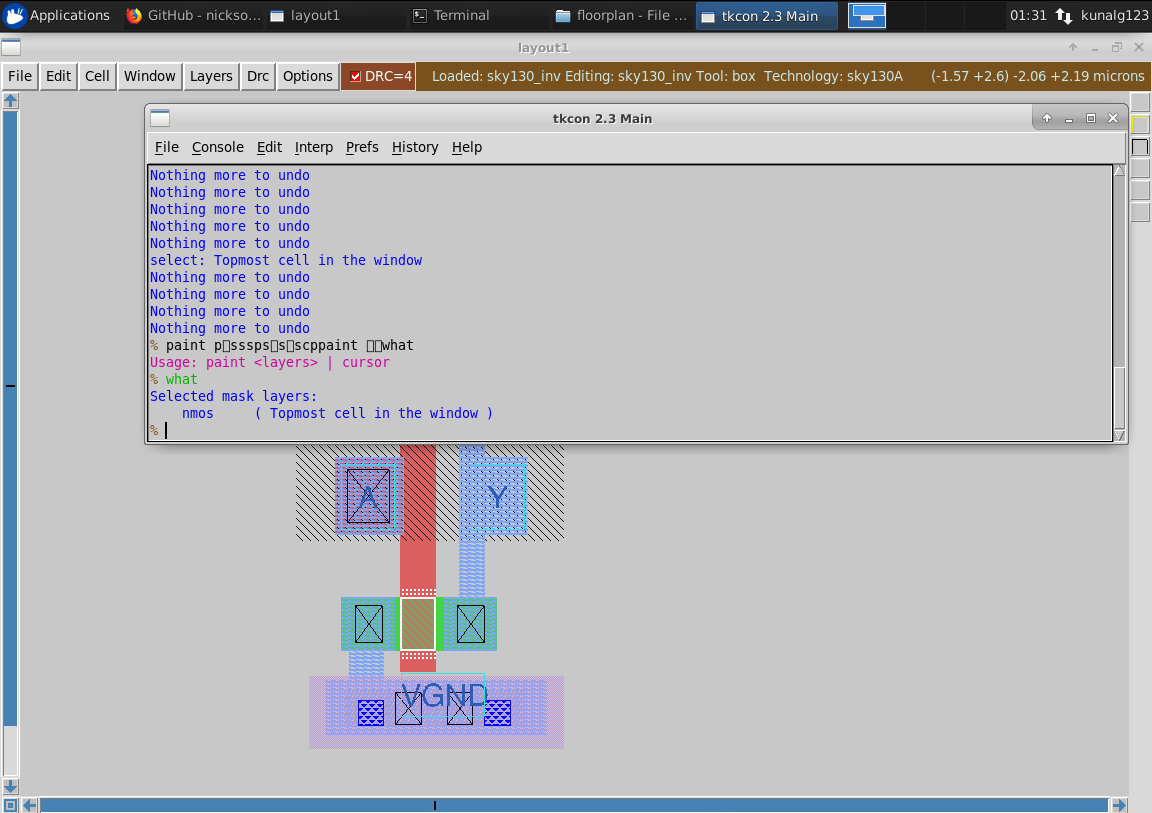 Applications
GitHub - nickso...
layout1
Terminal
floorplan - File ...
tkcon 2.3 Main
01:31
kunalg123
layout1
File Edit Cell Window Layers Drc Options DRC=4 Loaded: sky130_inv Editing: sky130_inv Tool: box Technology: sky130A (-1.57 +2.6) -2.06 +2.19 microns
tkcon 2.3 Main
File Console Edit Interp Prefs History Help
Nothing more to undo
Nothing more to undo
Nothing more to undo
Nothing more to undo
Nothing more to undo
select: Topmost cell in the window
Nothing more to undo
Nothing more to undo
Nothing more to undo
Nothing more to undo
% paint p▯sssps▯s▯scppaint ▯▯what
Usage: paint <layers> | cursor
% what
Selected mask layers:
nmos ( Topmost cell in the window )
%
A
Y
VGND